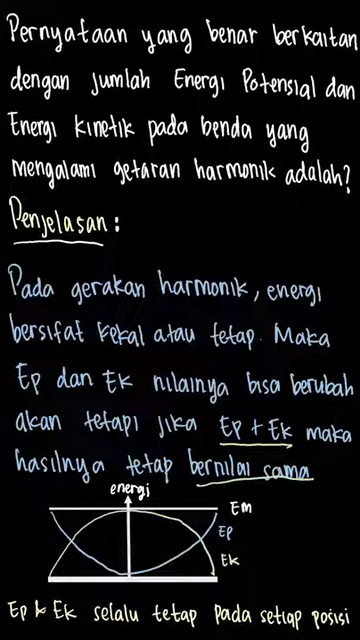 Pernyataan yang benar berkaitan
dengan jumlah Energi Potensial dan
Energi kinetik pada benda yang
mengalami getaran harmonik adalah?
Penjelasan:
Pada gerakan harmonik, energi
bersifat kekal atau tetap. Maka
Ep dan Ek nilainya bisa berubah
akan tetapi jika Ep + Ek maka
hasilnya tetap bernilai sama
energi
Em
Ep
Ek
Ep & Ek selalu tetap pada setiap posisi